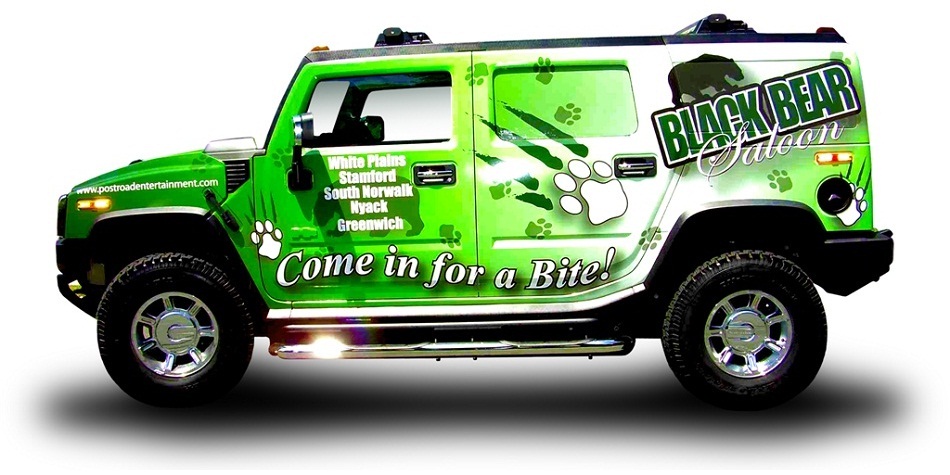 www.postroadentertainment.com
White Plains
Stamford
South Norwalk
Nyack
Greenwich
Come in for a Bite!
BLACK BEAR
Saloon